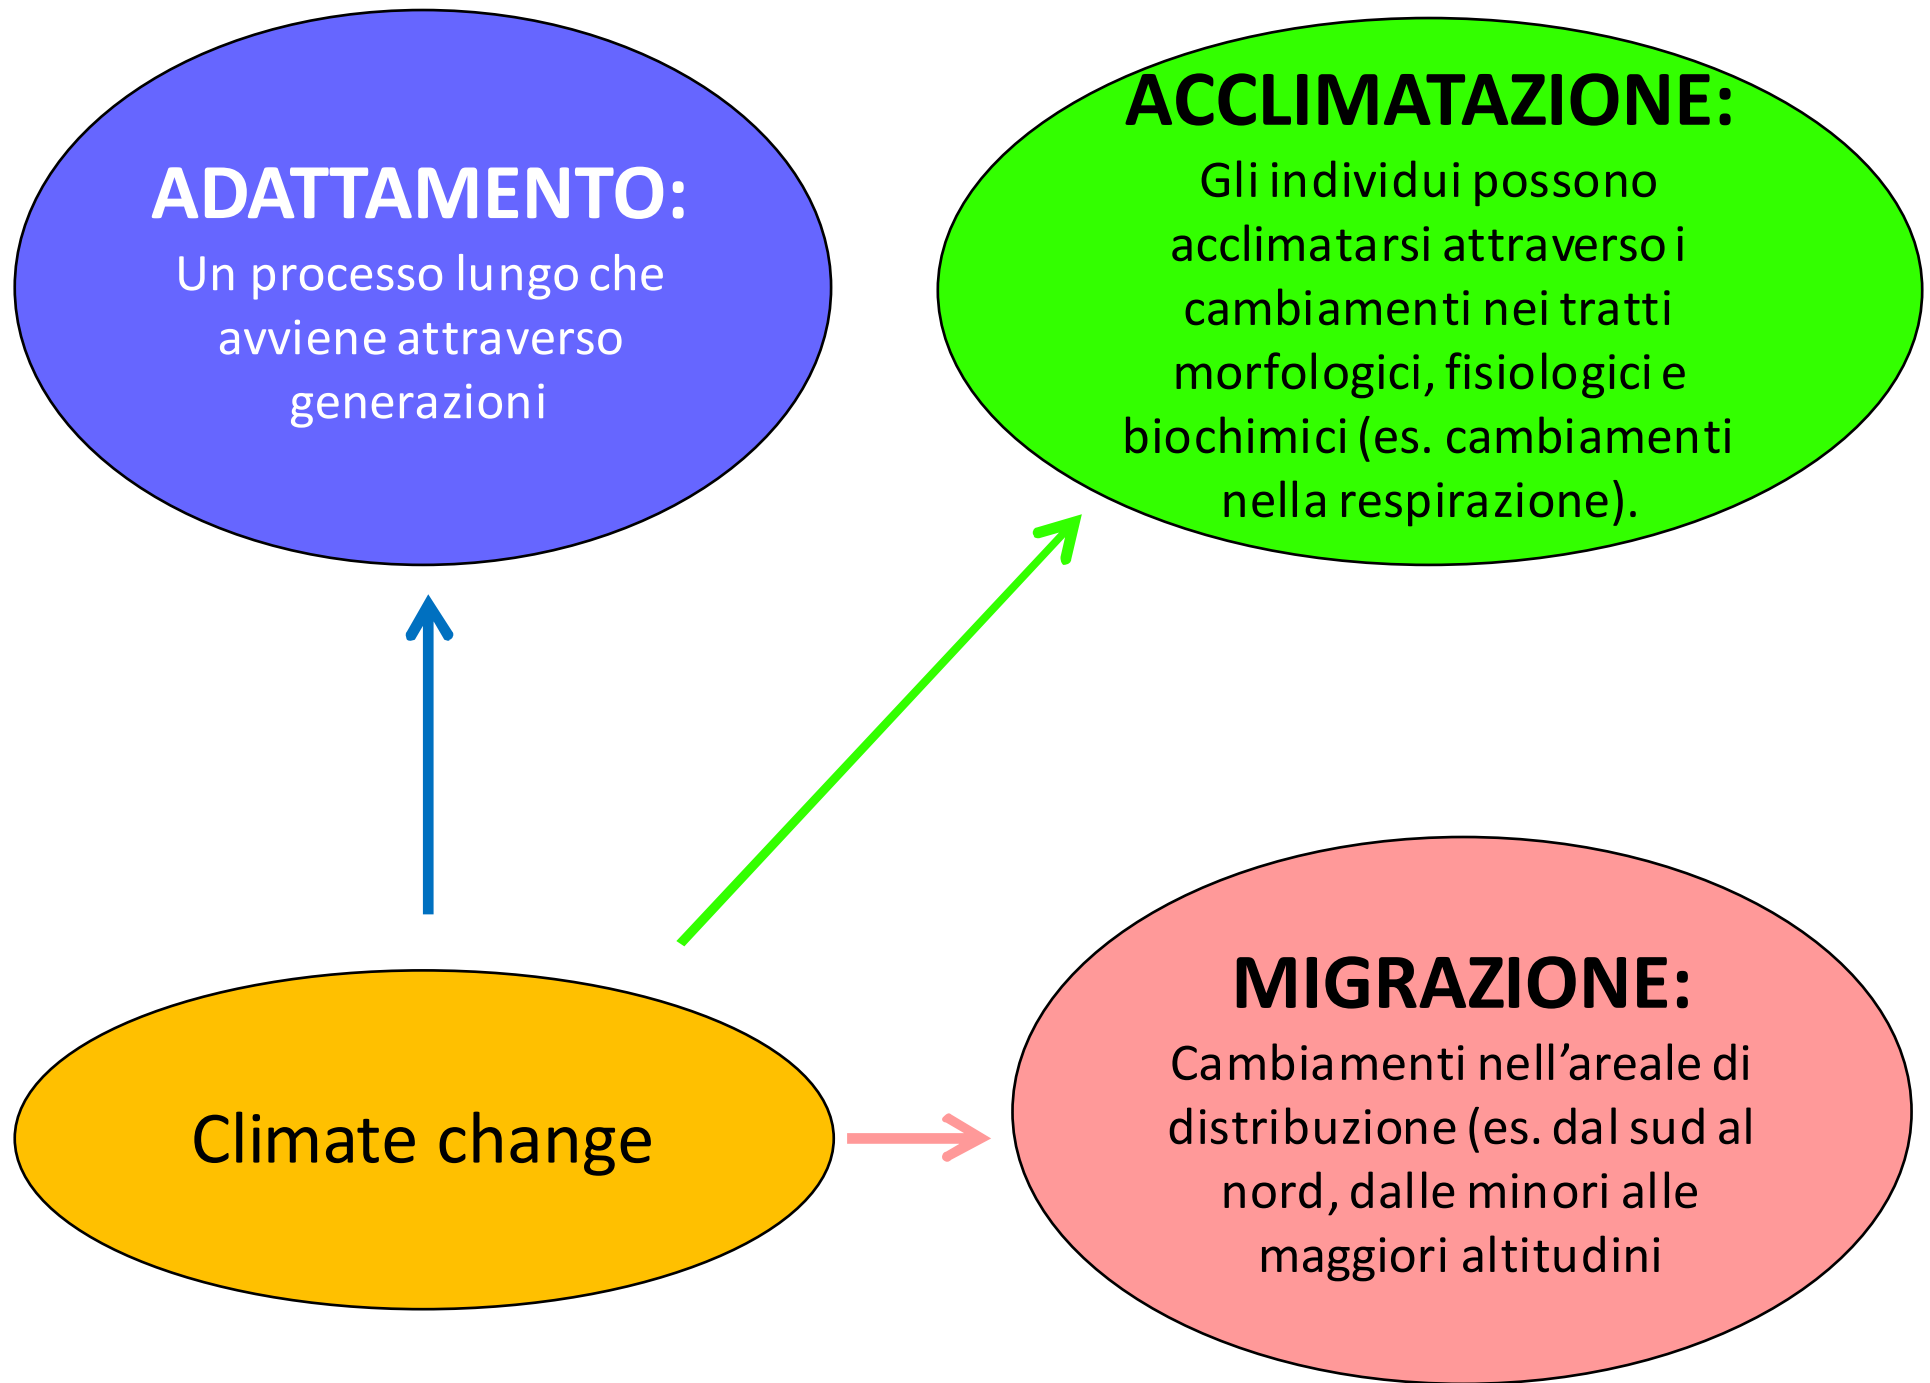 ADATTAMENTO:
Un processo lungo che
avviene attraverso
generazioni
ACCLIMATAZIONE:
Gli individui possono
acclimatarsi attraverso i
cambiamenti nei tratti
morfologici, fisiologici e
biochimici (es. cambiamenti
nella respirazione).
Climate change
MIGRAZIONE:
Cambiamenti nell’areale di
distribuzione (es. dal sud al
nord, dalle minori alle
maggiori altitudini